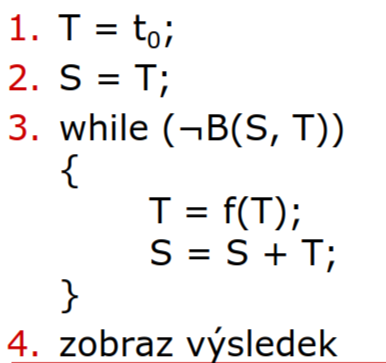 1. T = t₀;
2. S = T;
3. while (¬B(S, T))
{
T = f(T);
S = S + T;
}
4. zobraz výsledek